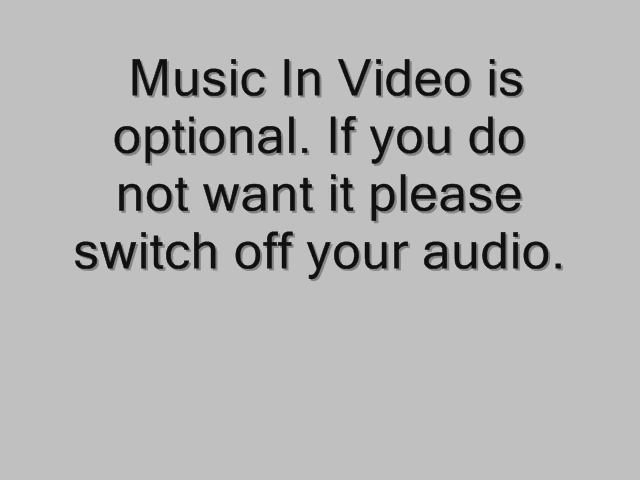 Music In Video is
optional. If you do
not want it please
switch off your audio.